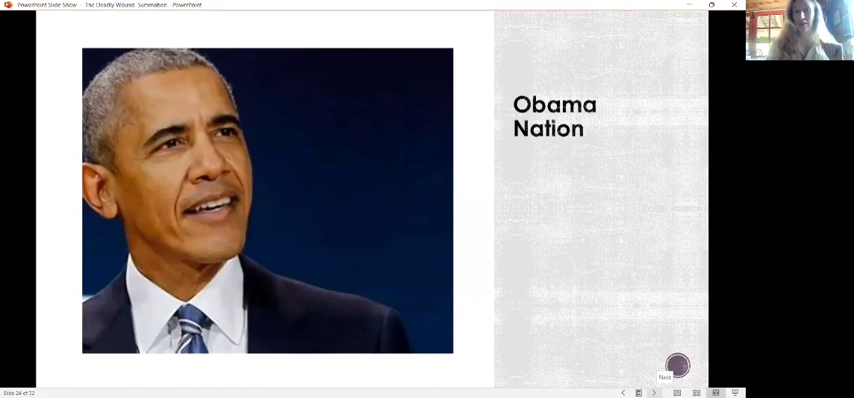 PowerPoint Slide Show - The Deadly Wound Summation - PowerPoint
Obama
Nation
Next
Slide 24 of 32